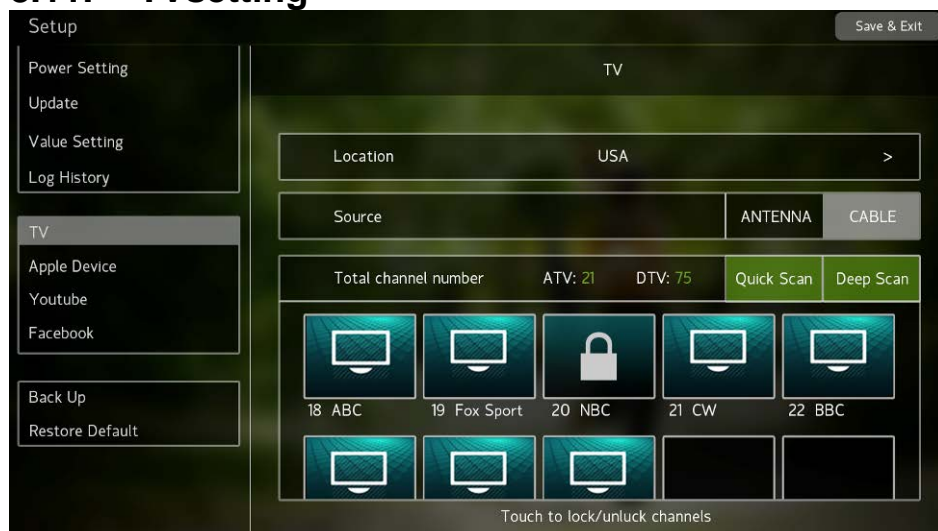 Setup
Save & Exit
Power Setting
Update
Value Setting
Log History
TV
Apple Device
Youtube
Facebook
Back Up
Restore Default
TV
Location USA >
Source ANTENNA CABLE
Total channel number ATV: 21 DTV: 75 Quick Scan Deep Scan
18 ABC 19 Fox Sport 20 NBC 21 CW 22 BBC
Touch to lock/unluck channels